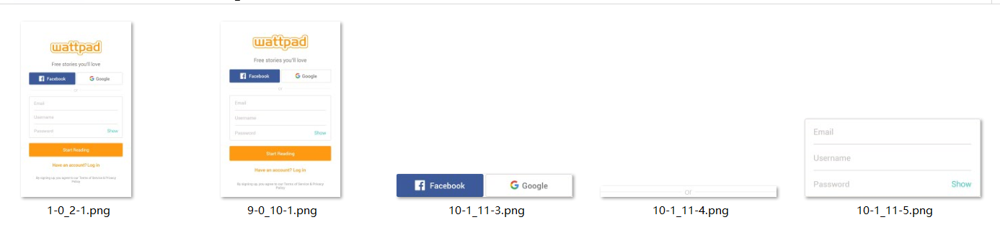 wattpad
Free stories you'll love
Facebook
Google
or
Email
Username
Password
Show
Start Reading
Have an account? Log in
By signing up, you agree to our Terms of Service & Privacy
Policy
1-0_2-1.png
wattpad
Free stories you'll love
Facebook
Google
or
Email
Username
Password
Show
Start Reading
Have an account? Log in
By signing up, you agree to our Terms of Service & Privacy
Policy
9-0_10-1.png
Facebook
Google
10-1_11-3.png
or
10-1_11-4.png
Email
Username
Password
Show
10-1_11-5.png